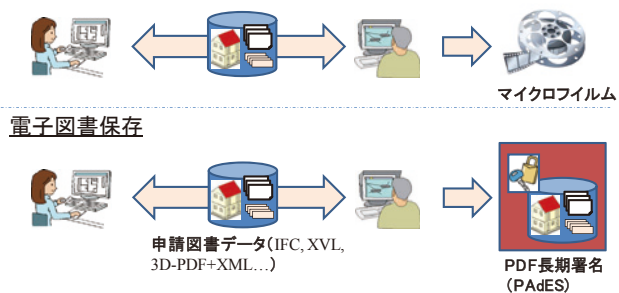 マイクロフイルム
電子図書保存
申請図書データ(IFC, XVL,
3D-PDF+XML…)
PDF長期署名
(PAdES)